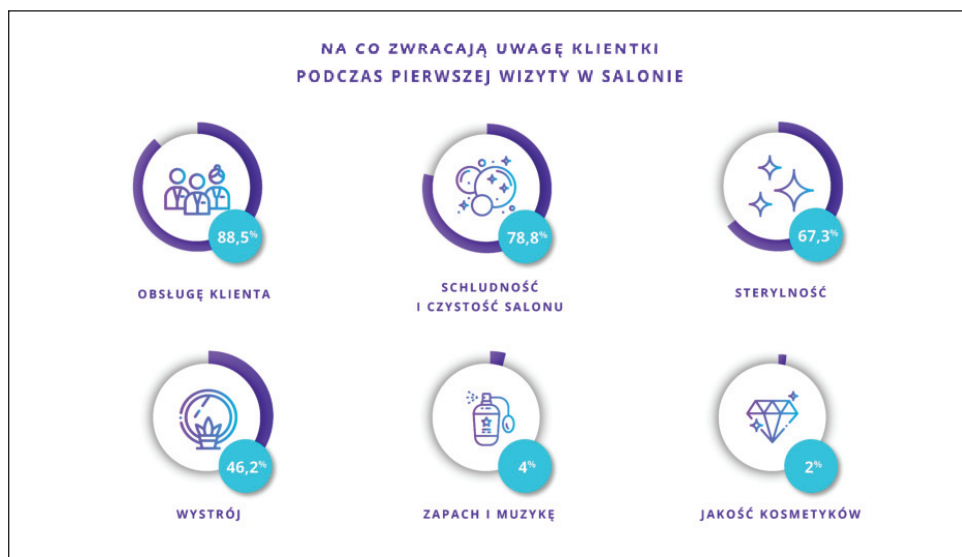 NA CO ZWRACAJĄ UWAGĘ KLIENTKI
PODCZAS PIERWSZEJ WIZYTY W SALONIE
88,5%
78,8%
67,3%
OBSŁUGĘ KLIENTA
SCHLUDNOŚĆ
I CZYSTOŚĆ SALONU
STERYLNOŚĆ
46,2%
4%
2%
WYSTRÓJ
ZAPACH I MUZYKĘ
JAKOŚĆ KOSMETYKÓW